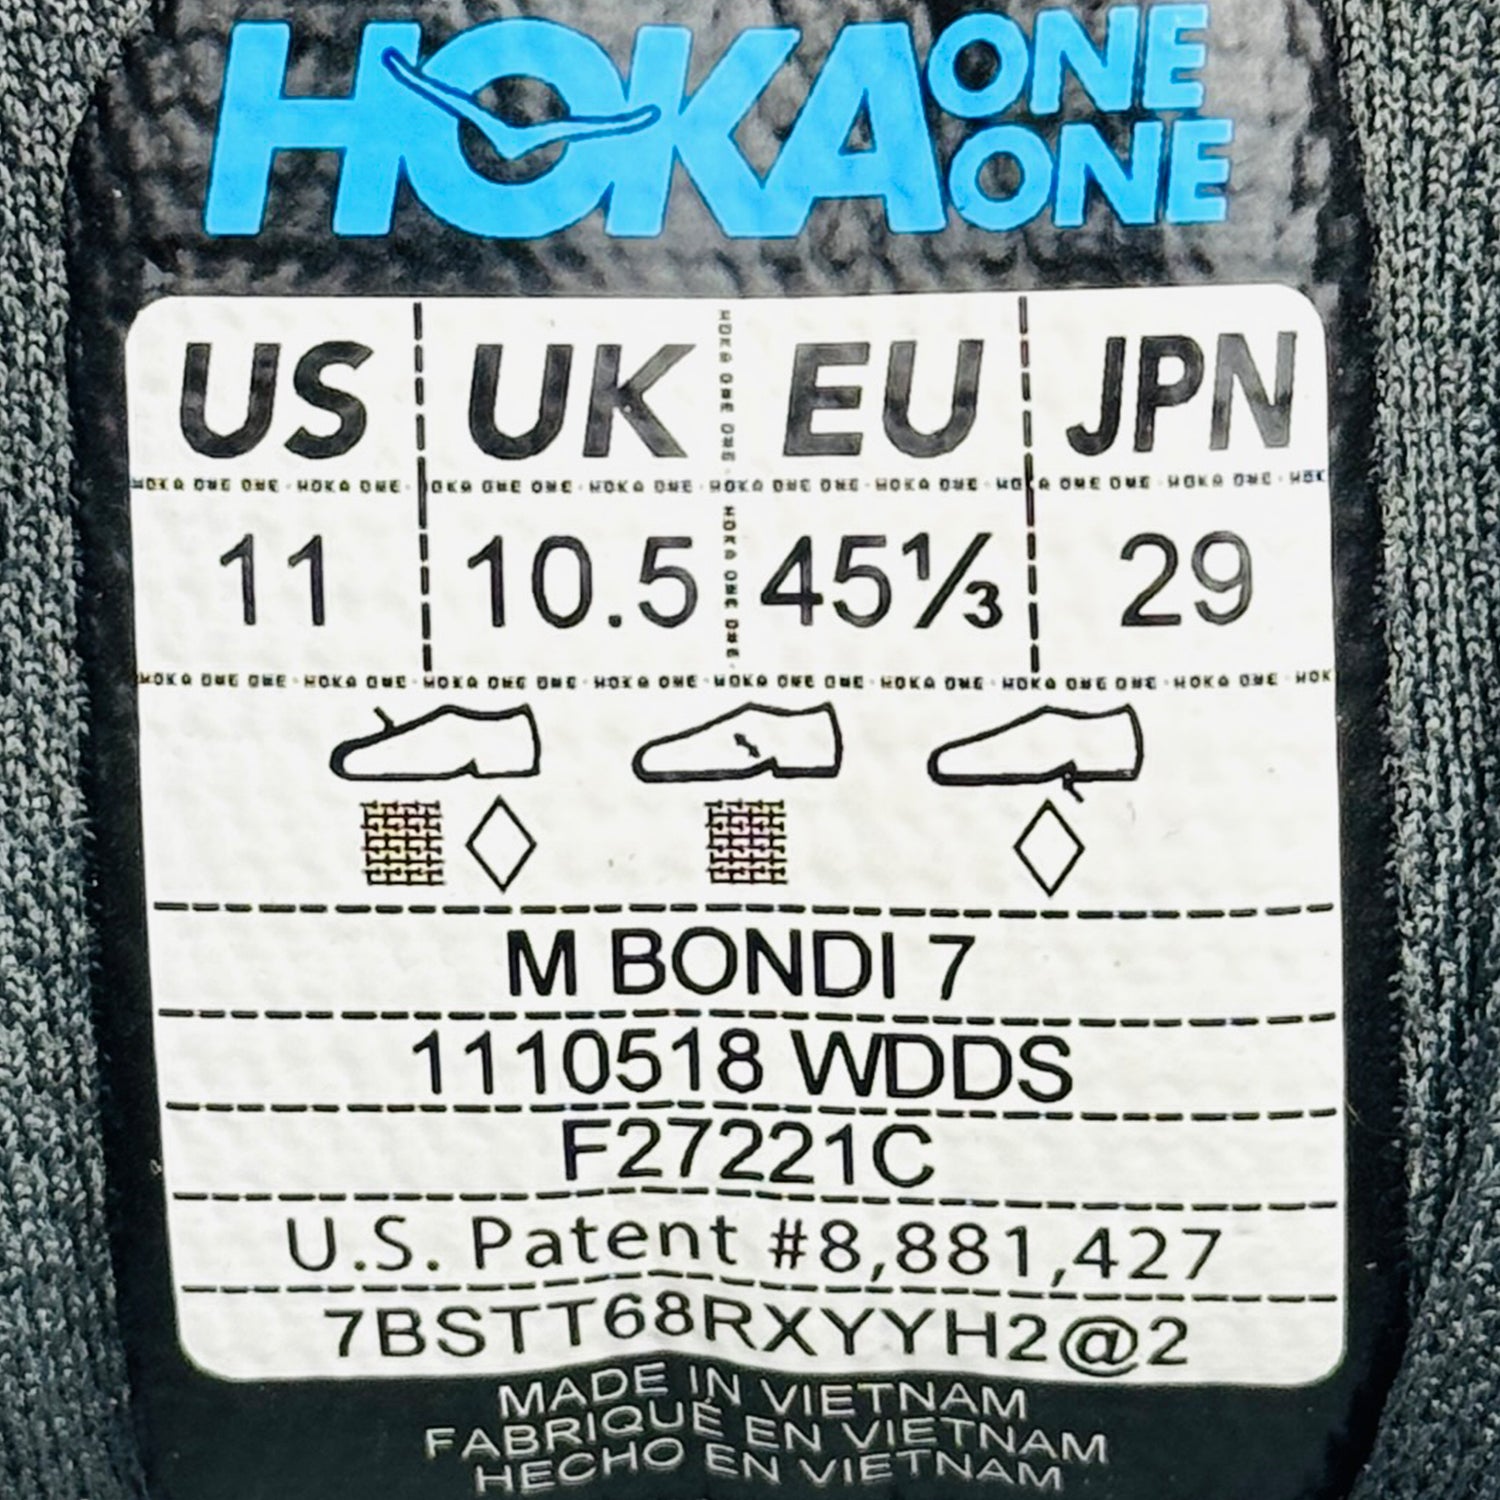 HOKA ONE ONE
US UK EU JPN
11 10.5 45⅓ 29
M BONDI 7
1110518 WDDS
F27221C
U.S. Patent #8,881,427
7BSTT68RXYYH2@2
MADE IN VIETNAM
FABRIQUÉ EN VIETNAM
HECHO EN VIETNAM